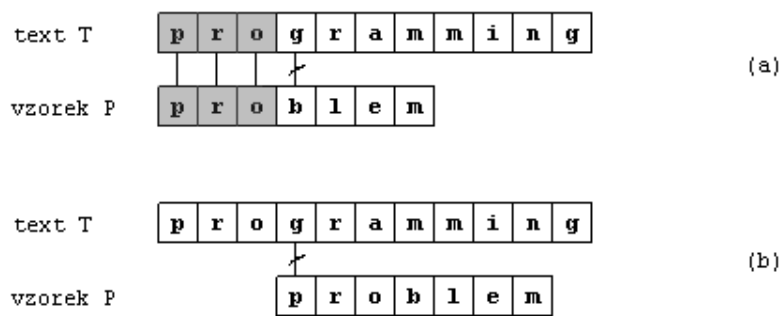 text T p r o g r a m m i n g
(a)
vzorek P p r o b l e m
text T p r o g r a m m i n g
(b)
vzorek P p r o b l e m